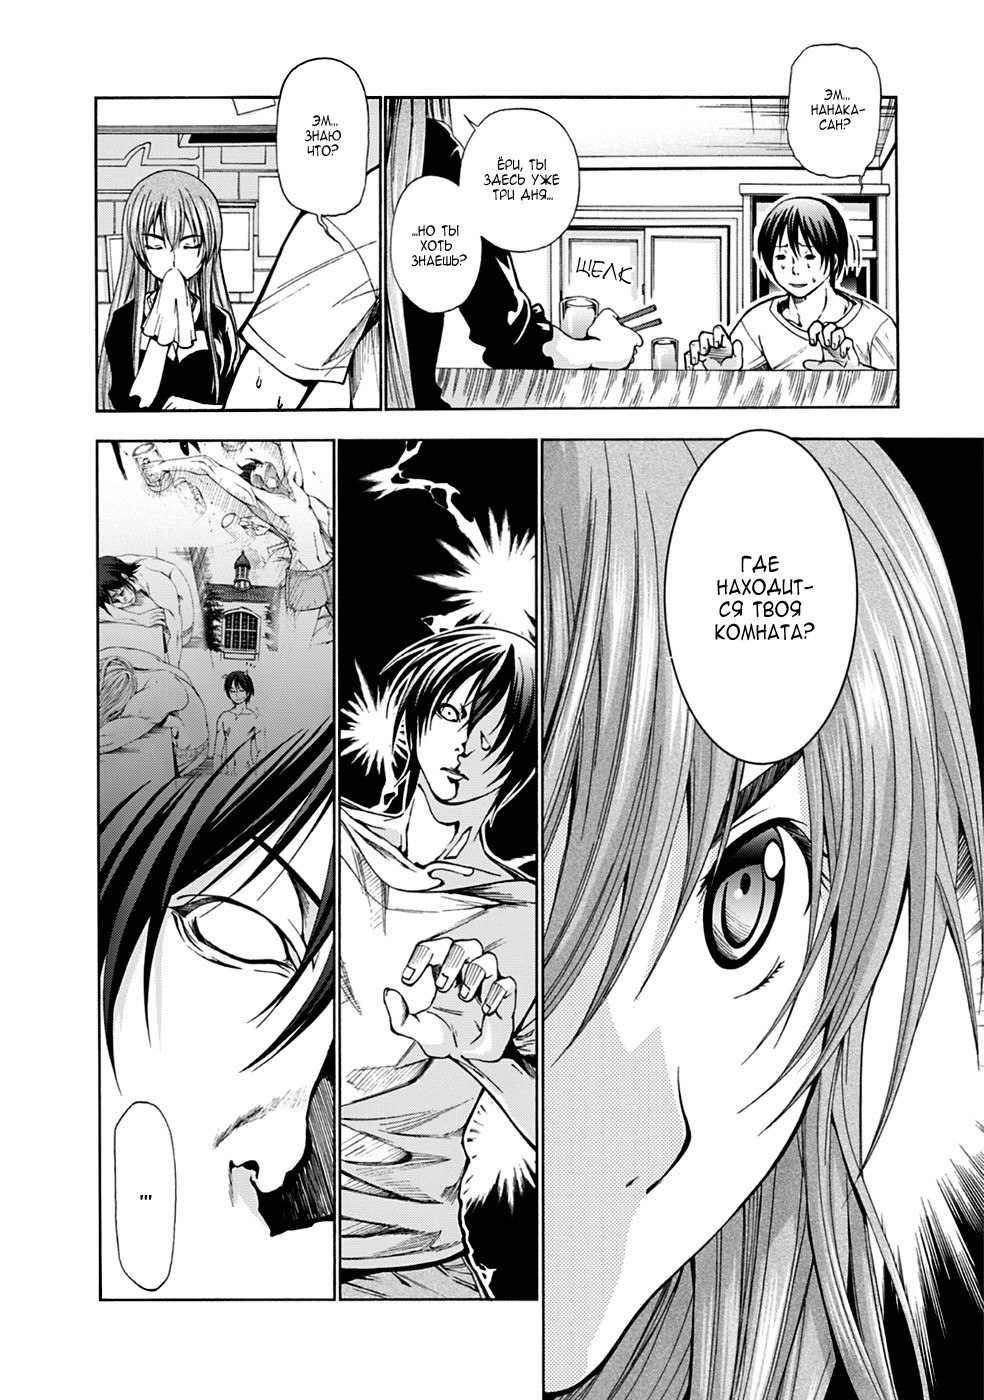 ЭМ...
НАНАКА-
САН?
ЁРИ, ТЫ
ЗДЕСЬ УЖЕ
ТРИ ДНЯ...
...НО ТЫ
ХОТЬ
ЗНАЕШЬ?
ЩЕЛК
ЭМ...
ЗНАЮ
ЧТО?
ГДЕ
НАХОДИТ-
СЯ ТВОЯ
КОМНАТА?
...